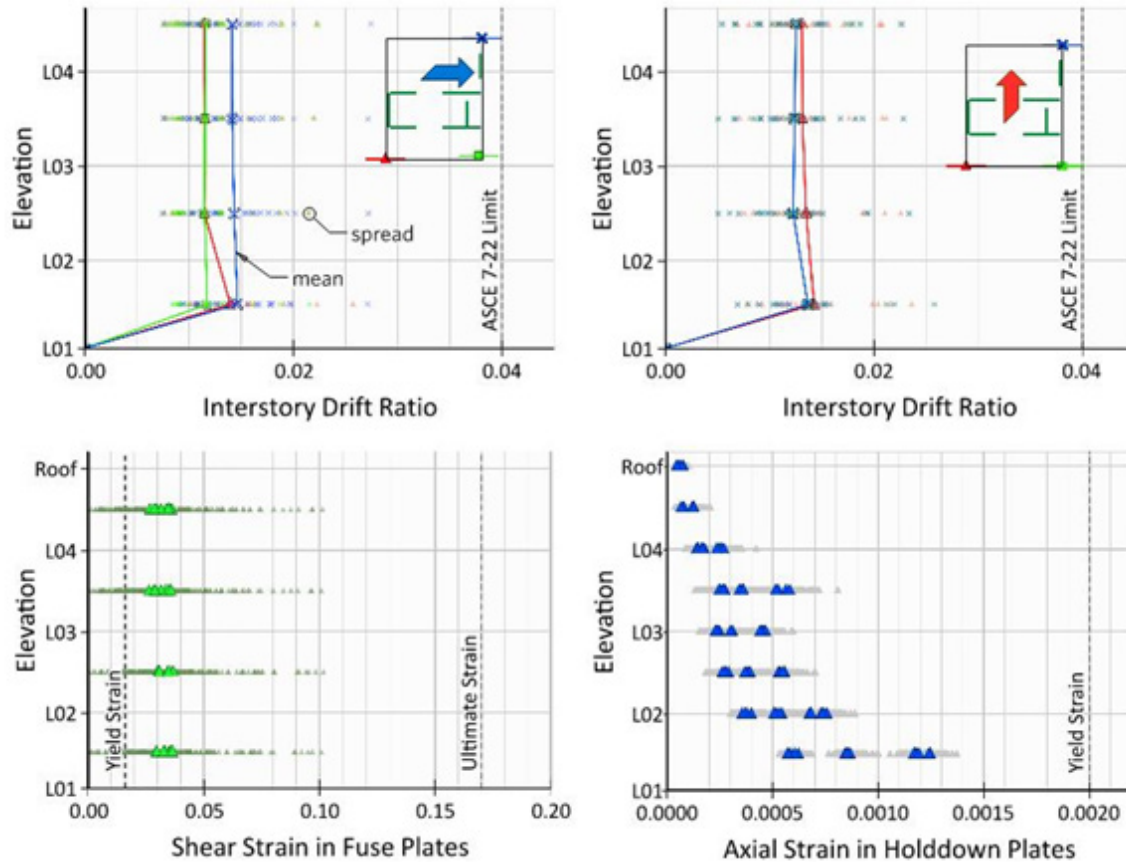 Elevation
L04
L03
L02
L01
0.00
0.02
0.04
Interstory Drift Ratio
spread
mean
ASCE 7-22 Limit
Elevation
L04
L03
L02
L01
0.00
0.02
0.04
Interstory Drift Ratio
ASCE 7-22 Limit
Elevation
Roof
L04
L03
L02
L01
0.00
0.05
0.10
0.15
0.20
Shear Strain in Fuse Plates
Yield Strain
Ultimate Strain
Elevation
Roof
L04
L03
L02
L01
0.0000
0.0005
0.0010
0.0015
0.0020
Axial Strain in Holddown Plates
Yield Strain